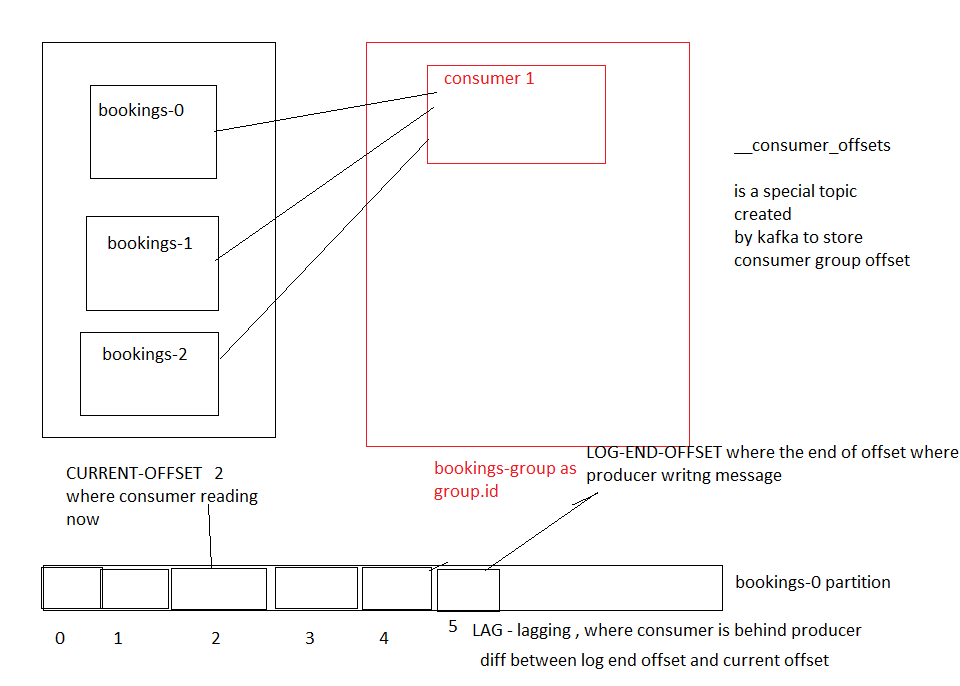 bookings-0
bookings-1
bookings-2
consumer 1
__consumer_offsets
is a special topic
created
by kafka to store
consumer group offset
bookings-group as
group.id
CURRENT-OFFSET 2
where consumer reading
now
LOG-END-OFFSET where the end of offset where
producer writng message
bookings-0 partition
0 1 2 3 4 5
LAG - lagging , where consumer is behind producer
diff between log end offset and current offset